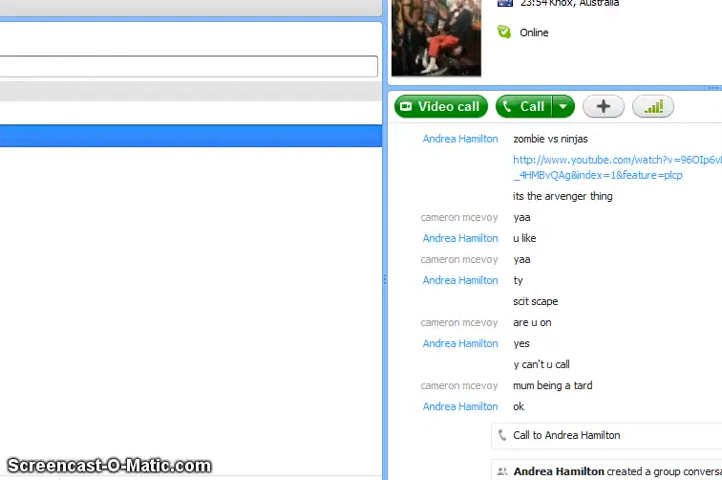 23:54 Knox, Australia
Online
Video call
Call
Andrea Hamilton zombie vs ninjas
http://www.youtube.com/watch?v=96OIp6v
_4HMBvQAg&index=1&feature=plcp
its the arvenger thing
cameron mcevoy yaa
Andrea Hamilton u like
cameron mcevoy yaa
Andrea Hamilton ty
scit scape
cameron mcevoy are u on
Andrea Hamilton yes
y can't u call
cameron mcevoy mum being a tard
Andrea Hamilton ok
Call to Andrea Hamilton
Andrea Hamilton created a group conversa
Screencast-O-Matic.com